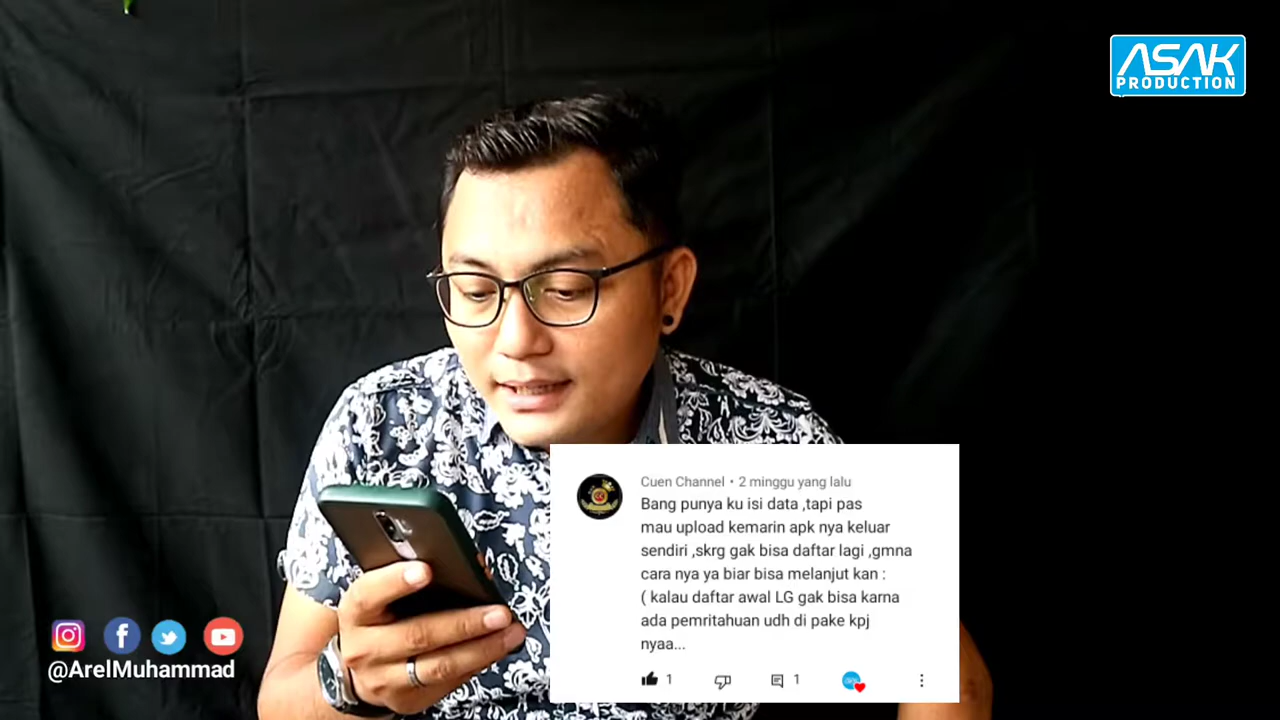 ASAK
PRODUCTION
Cuen Channel • 2 minggu yang lalu
Bang punya ku isi data ,tapi pas
mau upload kemarin apk nya keluar
sendiri ,skrg gak bisa daftar lagi ,gmna
cara nya ya biar bisa melanjut kan :
( kalau daftar awal LG gak bisa karna
ada pemritahuan udh di pake kpj
nyaa...
1
1
@ArelMuhammad